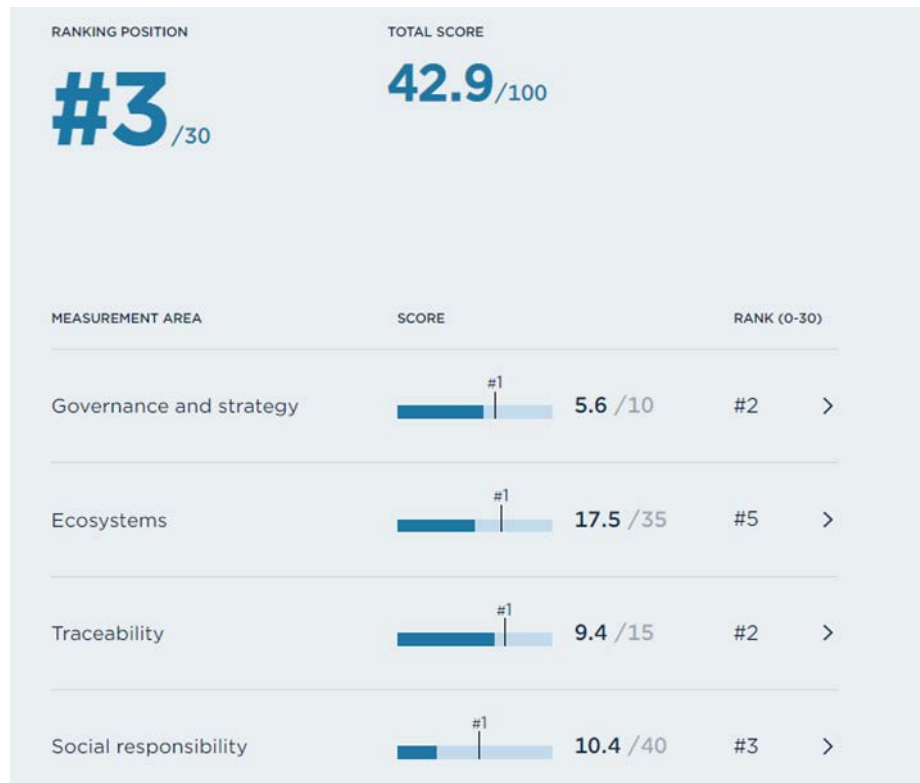 RANKING POSITION TOTAL SCORE
#3/30 42.9/100
MEASUREMENT AREA SCORE RANK (0-30)
#1
Governance and strategy 5.6 /10 #2 >
#1
Ecosystems 17.5 /35 #5 >
#1
Traceability 9.4 /15 #2 >
#1
Social responsibility 10.4 /40 #3 >